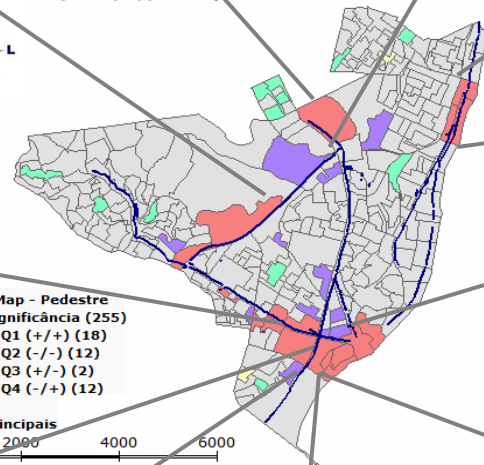 L
Map - Pedestre
gnificância (255)
Q1 (+/+) (18)
Q2 (-/-) (12)
Q3 (+/-) (2)
Q4 (-/+) (12)
incipais
2000 4000 6000